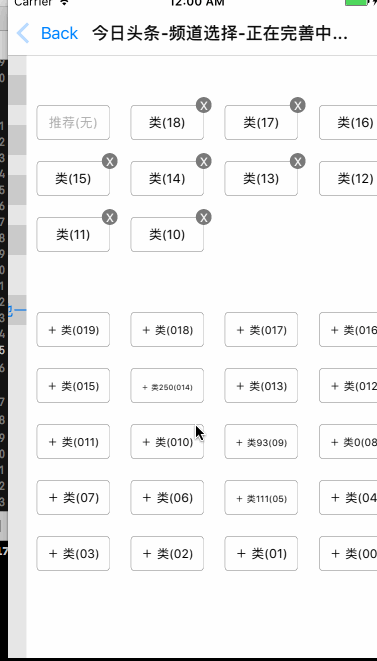 Carrier 12:00 AM
Back 今日头条-频道选择-正在完善中...
推荐(无) 类(18) 类(17) 类(16)
类(15) 类(14) 类(13) 类(12)
类(11) 类(10)
+ 类(019) + 类(018) + 类(017) + 类(016
+ 类(015) + 类250(014) + 类(013) + 类(012
+ 类(011) + 类(010) + 类93(09) + 类0(08
+ 类(07) + 类(06) + 类111(05) + 类(04
+ 类(03) + 类(02) + 类(01) + 类(00